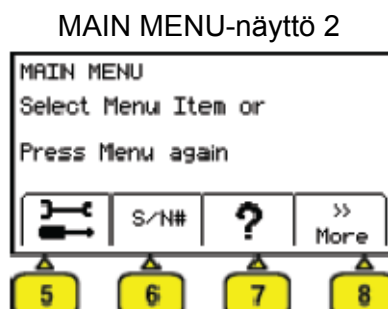 MAIN MENU-näyttö 2
MAIN MENU
Select Menu Item or
Press Menu again
S/N# ? >> More
5 6 7 8